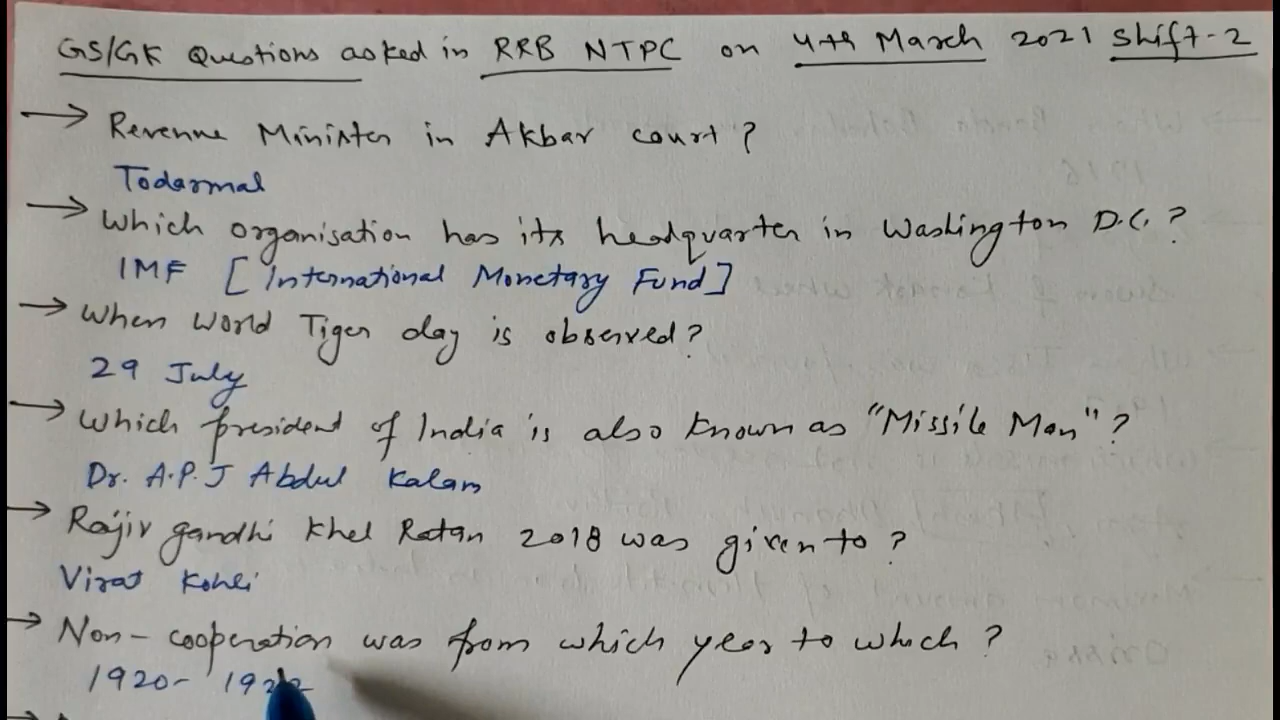 GS/GK Questions asked in RRB NTPC on 4th March 2021 Shift-2
→ Revenue Minister in Akbar court?
Todarmal
→ Which organisation has its headquarter in Washington D.C.?
IMF [International Monetary Fund]
→ When World Tiger day is observed?
29 July
→ Which president of India is also known as "Missile Man"?
Dr. A.P.J Abdul Kalam
→ Rajiv gandhi Khel Ratan 2018 was given to?
Virat Kohli
→ Non-cooperation was from which year to which?
1920- 1922